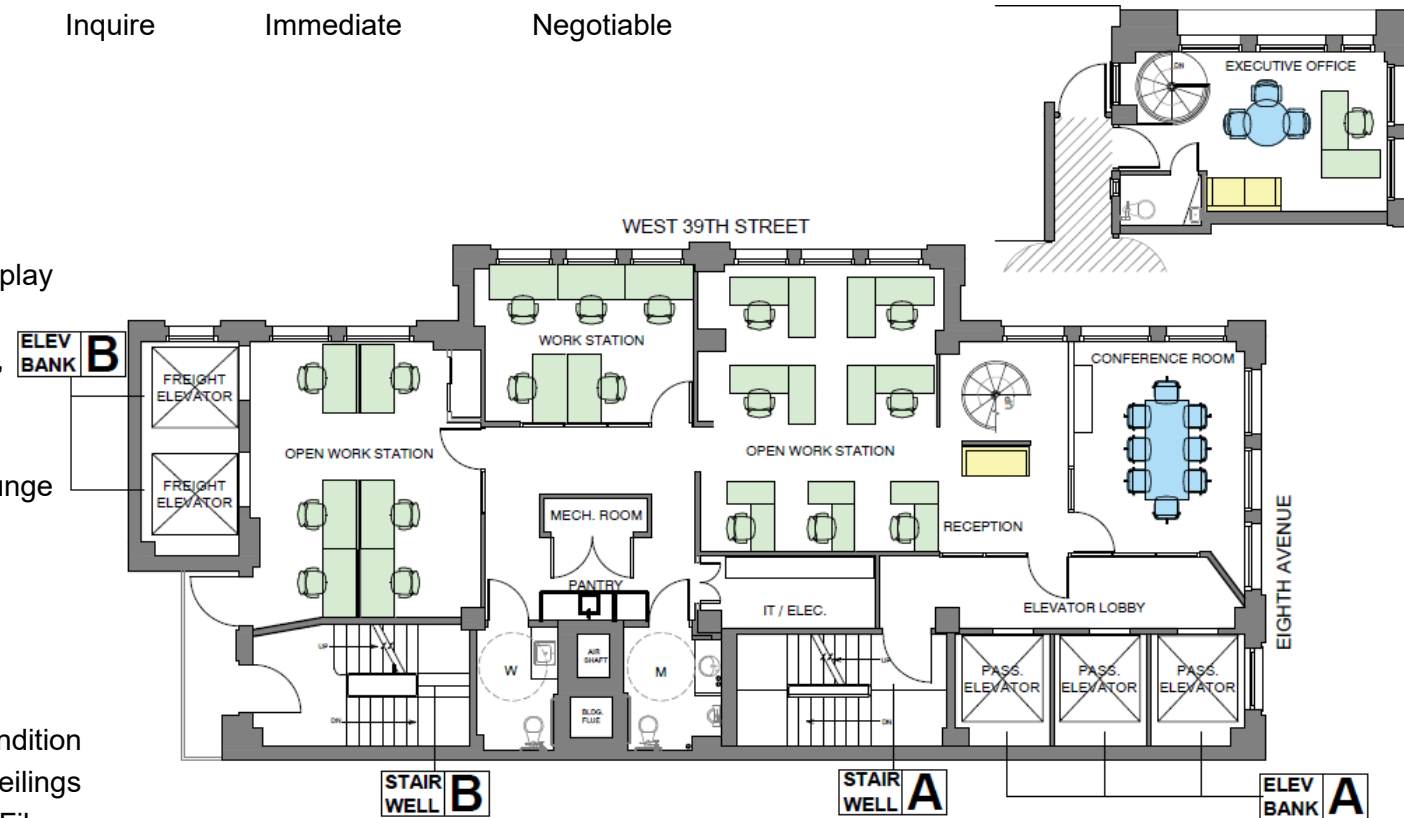 Inquire Immediate Negotiable
DN
EXECUTIVE OFFICE
WEST 39TH STREET
play
ELEV
BANK B
,
FREIGHT
ELEVATOR
WORK STATION
CONFERENCE ROOM
UP
OPEN WORK STATION
OPEN WORK STATION
unge
FREIGHT
ELEVATOR
MECH. ROOM
RECEPTION
EIGHTH AVENUE
PANTRY
IT / ELEC.
ELEVATOR LOBBY
UP
AIR
SHAFT
W
M
UP
PASS.
ELEVATOR
PASS.
ELEVATOR
PASS.
ELEVATOR
BLDG.
FLUE
DN
DN
ndition
eilings
STAIR
WELL B
STAIR
WELL A
ELEV
BANK A